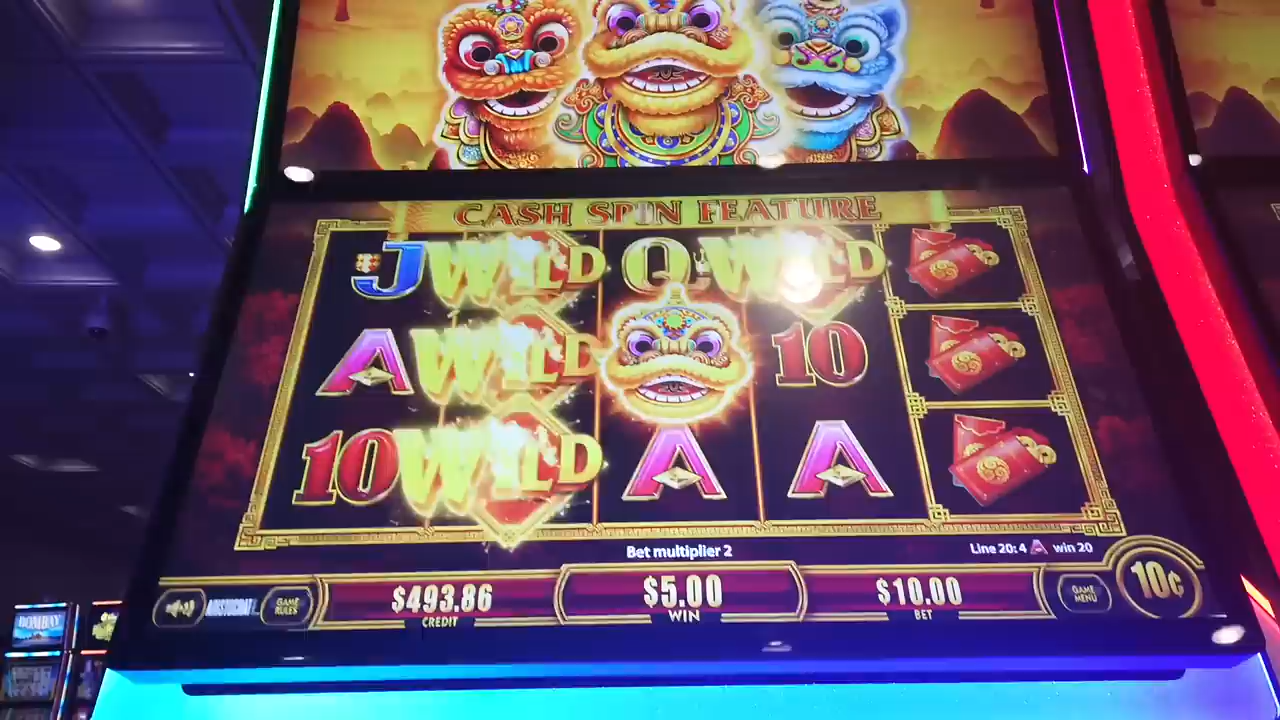 CASH SPIN FEATURE
J WILD Q WILD
A WILD 10
10 WILD A A
Bet multiplier 2
Line 20: 4 A win 20
$493.86
CREDIT
$5.00
WIN
$10.00
BET
ARISTOCRAT
GAME RULES
GAME MENU
10¢
BOMBAY